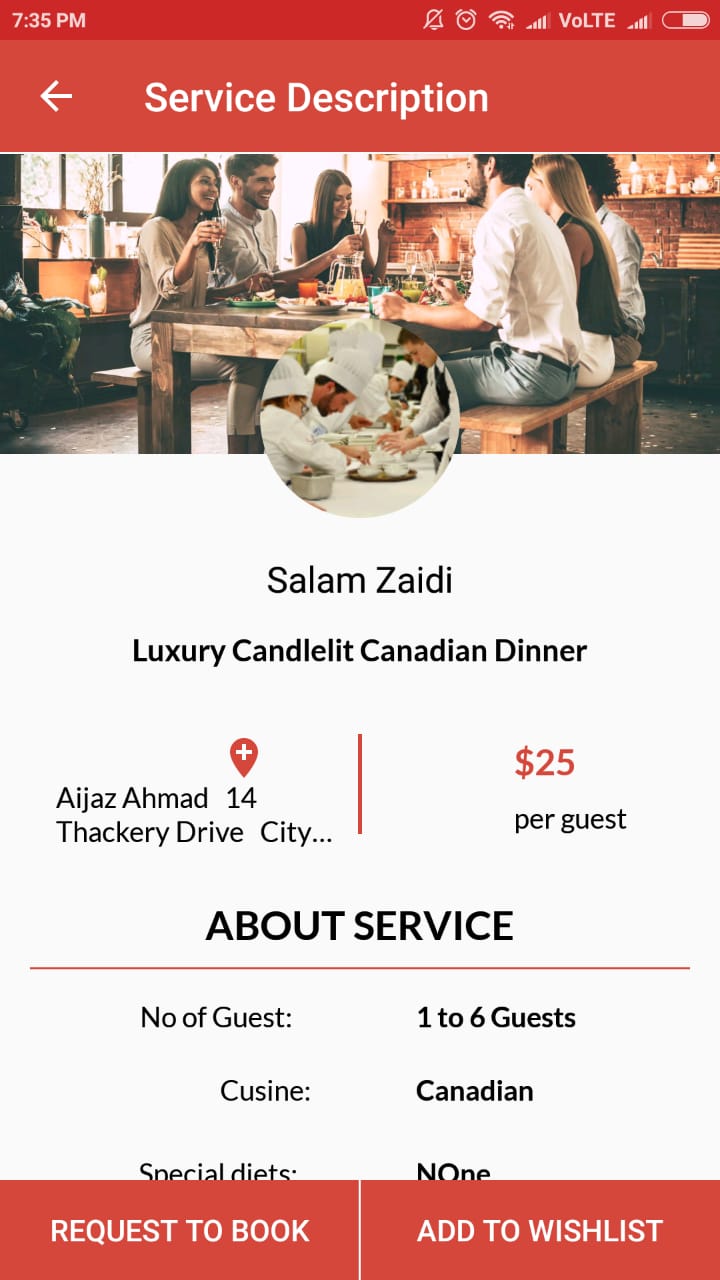 7:35 PM VoLTE
Service Description
Salam Zaidi
Luxury Candlelit Canadian Dinner
Aijaz Ahmad 14
Thackery Drive City...
$25
per guest
ABOUT SERVICE
No of Guest: 1 to 6 Guests
Cusine: Canadian
Special diets: NOne
REQUEST TO BOOK ADD TO WISHLIST